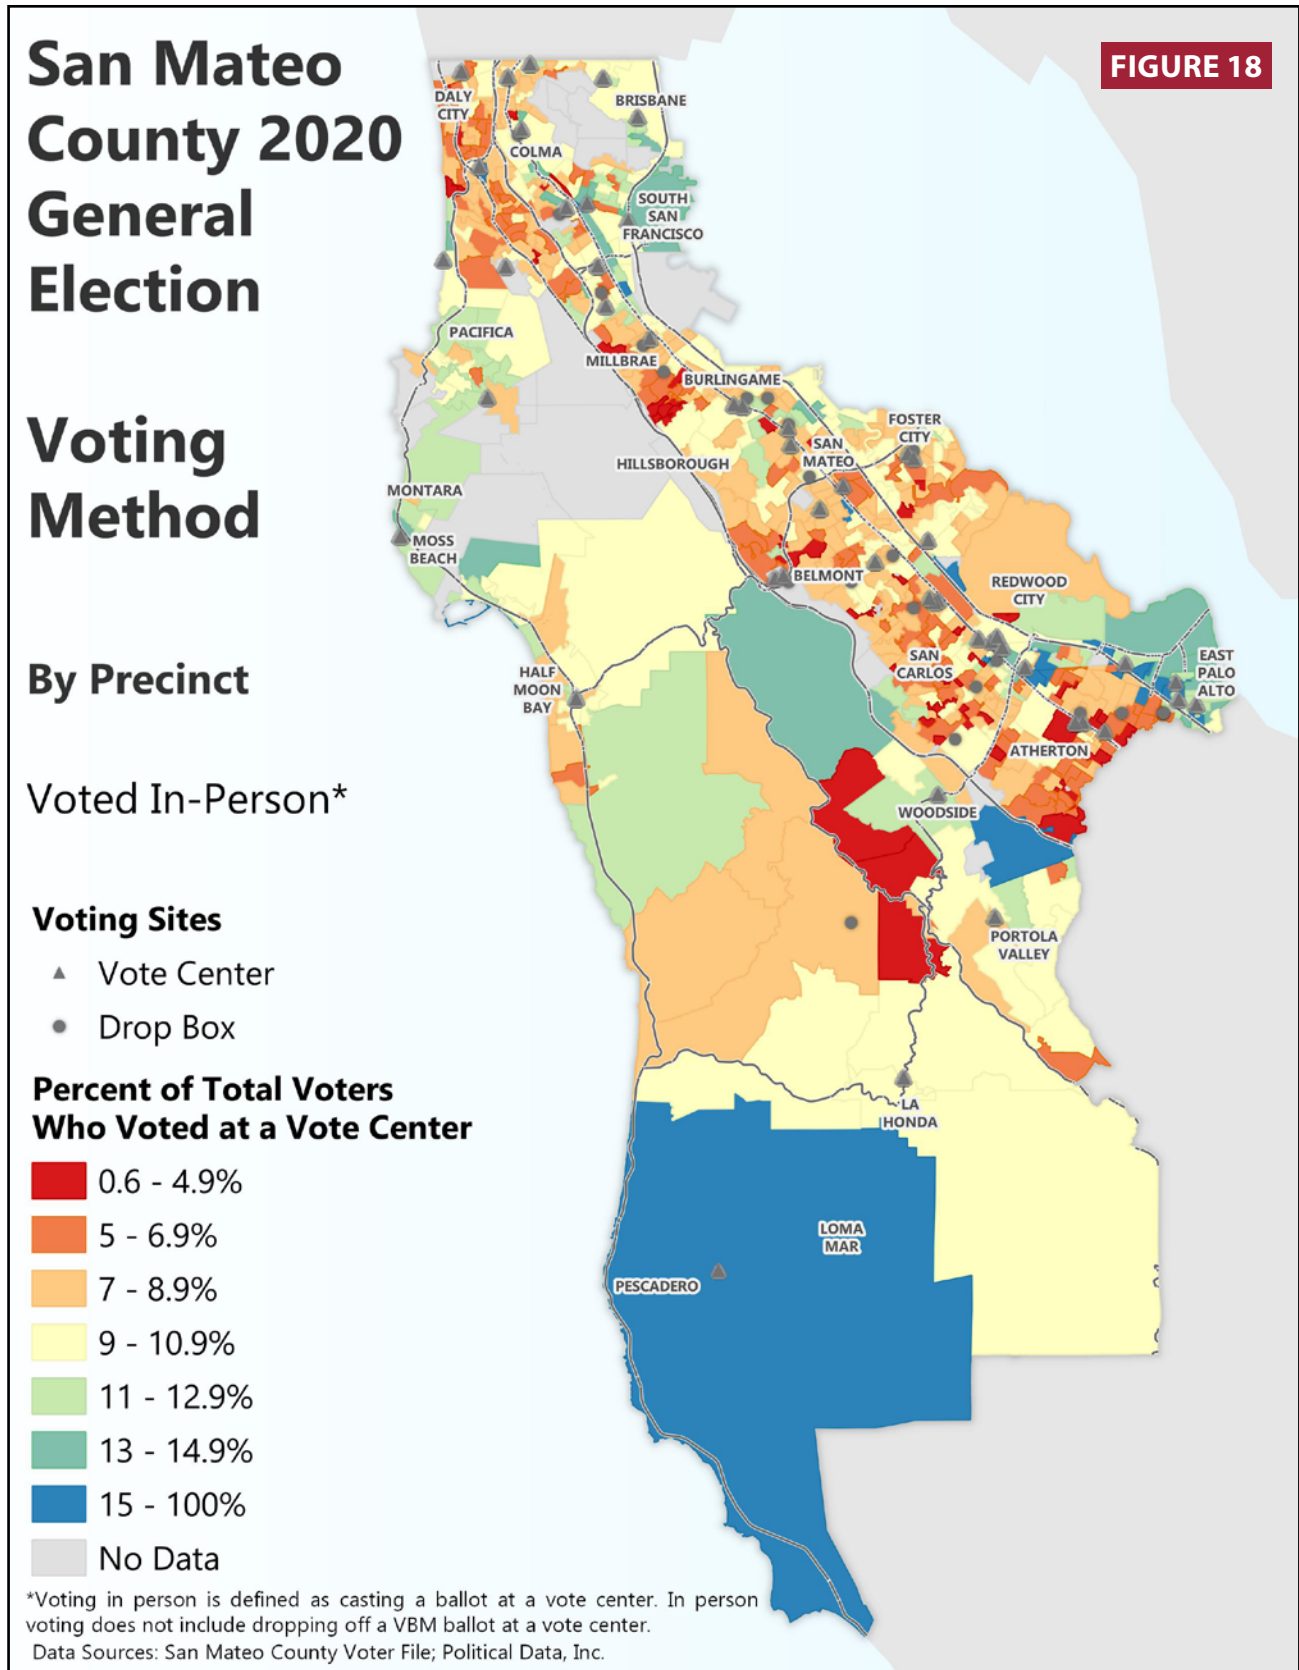 San Mateo
County 2020
General
Election
Voting
Method
By Precinct
Voted In-Person*
Voting Sites
Vote Center
Drop Box
Percent of Total Voters
Who Voted at a Vote Center
0.6 - 4.9%
5 - 6.9%
7 - 8.9%
9 - 10.9%
11 - 12.9%
13 - 14.9%
15 - 100%
No Data
*Voting in person is defined as casting a ballot at a vote center. In person
voting does not include dropping off a VBM ballot at a vote center.
Data Sources: San Mateo County Voter File; Political Data, Inc.
FIGURE 18
DALY
CITY
BRISBANE
COLMA
SOUTH
SAN
FRANCISCO
PACIFICA
MILLBRAE
BURLINGAME
FOSTER
CITY
SAN
MATEO
HILLSBOROUGH
MONTARA
MOSS
BEACH
BELMONT
REDWOOD
CITY
HALF
MOON
BAY
SAN
CARLOS
EAST
PALO
ALTO
ATHERTON
WOODSIDE
PORTOLA
VALLEY
LA
HONDA
LOMA
MAR
PESCADERO